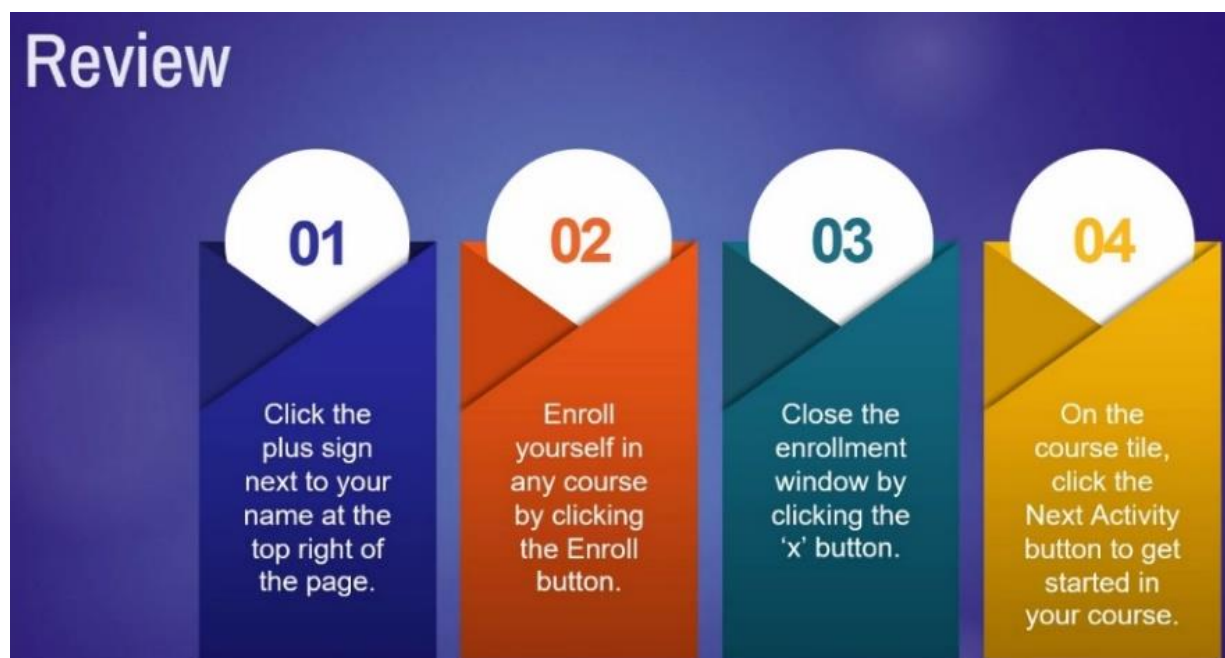 Review
01
Click the
plus sign
next to your
name at the
top right of
the page.
02
Enroll
yourself in
any course
by clicking
the Enroll
button.
03
Close the
enrollment
window by
clicking the
‘x’ button.
04
On the
course tile,
click the
Next Activity
button to get
started in
your course.